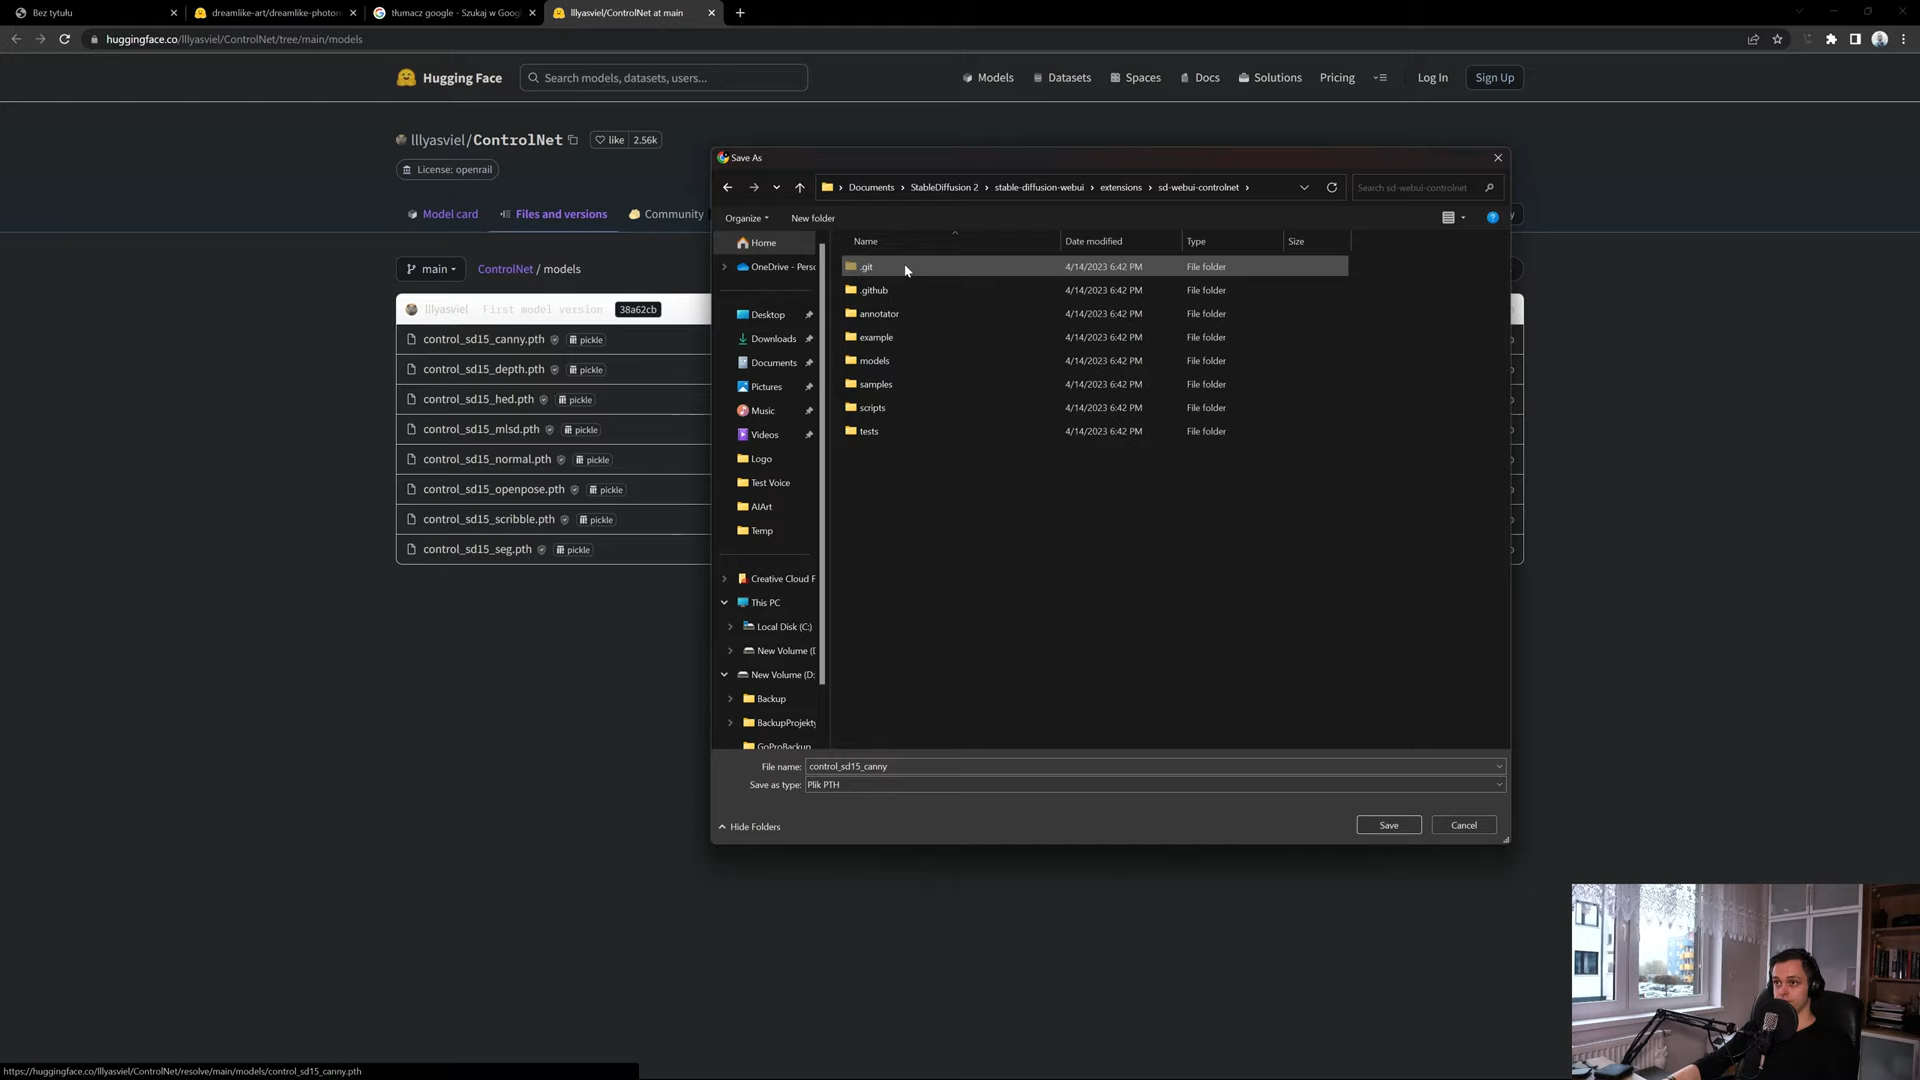 Bez tytułu
dreamlike-art/dreamlike-photore
tłumacz google - Szukaj w Goog
lllyasviel/ControlNet at main
huggingface.co/lllyasviel/ControlNet/tree/main/models
Hugging Face
Search models, datasets, users...
Models
Datasets
Spaces
Docs
Solutions
Pricing
Log In
Sign Up
lllyasviel/ControlNet
like 2.56k
License: openrail
Model card
Files and versions
Community
main
ControlNet / models
lllyasviel First model version 38a62cb
control_sd15_canny.pth pickle
control_sd15_depth.pth pickle
control_sd15_hed.pth pickle
control_sd15_mlsd.pth pickle
control_sd15_normal.pth pickle
control_sd15_openpose.pth pickle
control_sd15_scribble.pth pickle
control_sd15_seg.pth pickle
Save As
Documents > StableDiffusion 2 > stable-diffusion-webui > extensions > sd-webui-controlnet >
Search sd-webui-controlnet
Organize
New folder
Home
OneDrive - Perso
Desktop
Downloads
Documents
Pictures
Music
Videos
Logo
Test Voice
AIArt
Temp
Creative Cloud F
This PC
Local Disk (C:)
New Volume (D
New Volume (D:
Backup
BackupProjekty
GoProBackup
Name Date modified Type Size
.git 4/14/2023 6:42 PM File folder
.github 4/14/2023 6:42 PM File folder
annotator 4/14/2023 6:42 PM File folder
example 4/14/2023 6:42 PM File folder
models 4/14/2023 6:42 PM File folder
samples 4/14/2023 6:42 PM File folder
scripts 4/14/2023 6:42 PM File folder
tests 4/14/2023 6:42 PM File folder
File name: control_sd15_canny
Save as type: Plik PTH
Hide Folders
Save
Cancel
https://huggingface.co/lllyasviel/ControlNet/resolve/main/models/control_sd15_canny.pth